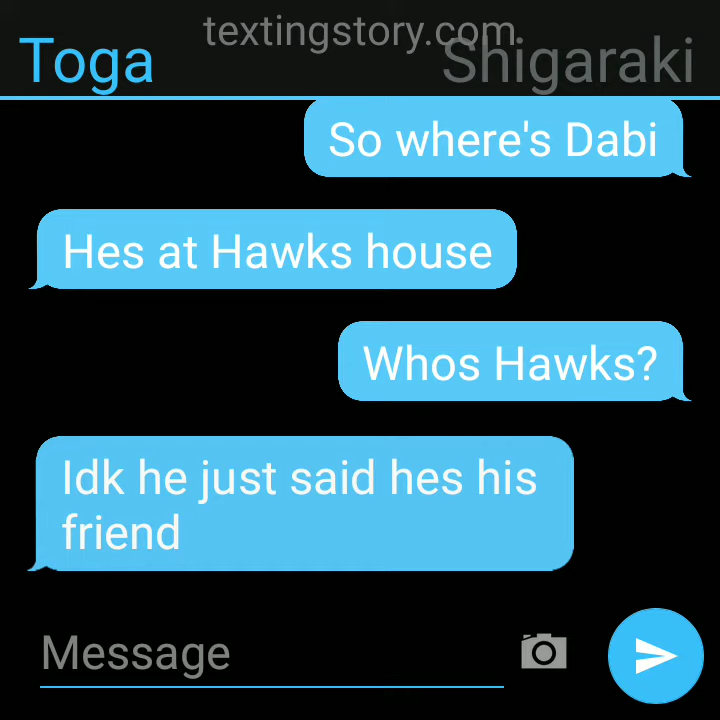 textingstory.com
Toga
Shigaraki
So where's Dabi
Hes at Hawks house
Whos Hawks?
Idk he just said hes his
friend
Message